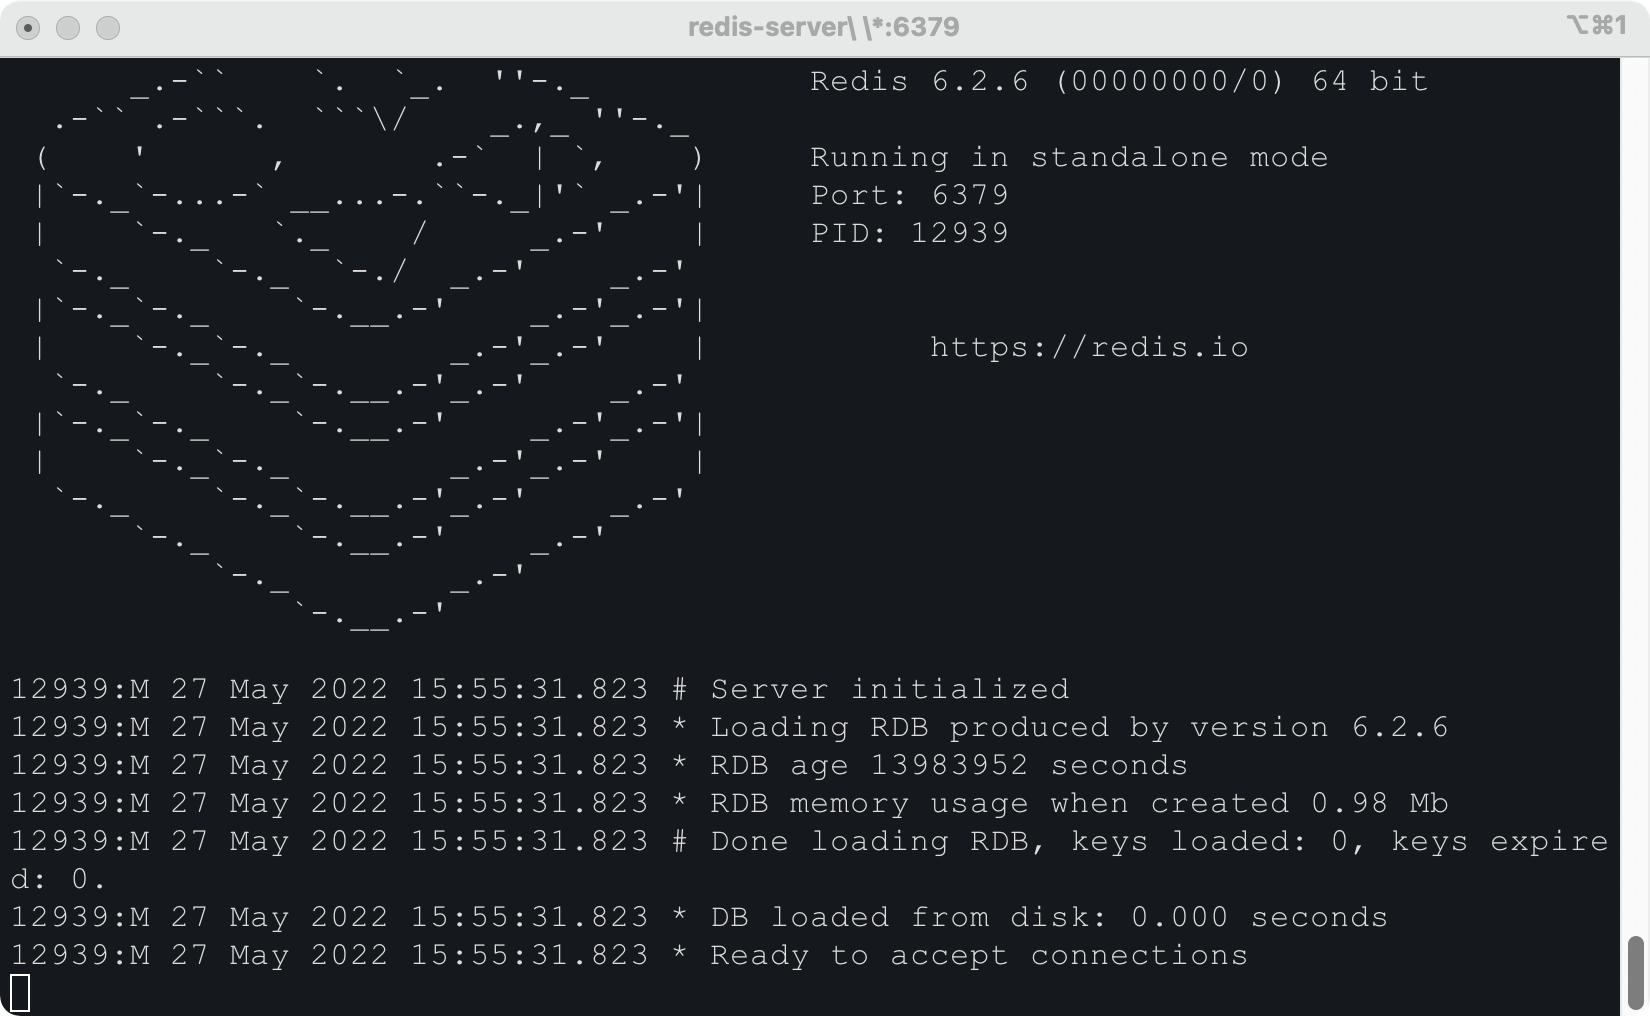 redis-server\ \*:6379
⌥⌘1
Redis 6.2.6 (00000000/0) 64 bit
Running in standalone mode
Port: 6379
PID: 12939
https://redis.io
12939:M 27 May 2022 15:55:31.823 # Server initialized
12939:M 27 May 2022 15:55:31.823 * Loading RDB produced by version 6.2.6
12939:M 27 May 2022 15:55:31.823 * RDB age 13983952 seconds
12939:M 27 May 2022 15:55:31.823 * RDB memory usage when created 0.98 Mb
12939:M 27 May 2022 15:55:31.823 # Done loading RDB, keys loaded: 0, keys expire
d: 0.
12939:M 27 May 2022 15:55:31.823 * DB loaded from disk: 0.000 seconds
12939:M 27 May 2022 15:55:31.823 * Ready to accept connections